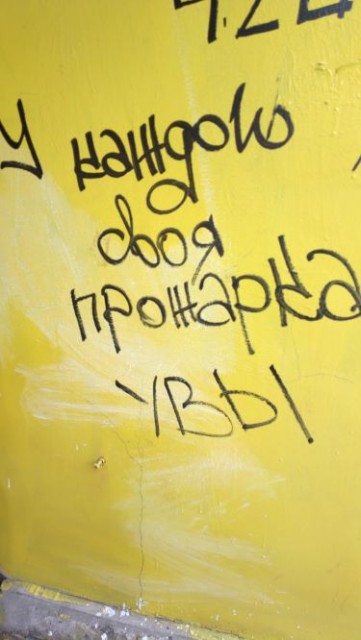 У каждого
своя
прожарка
УВЫ